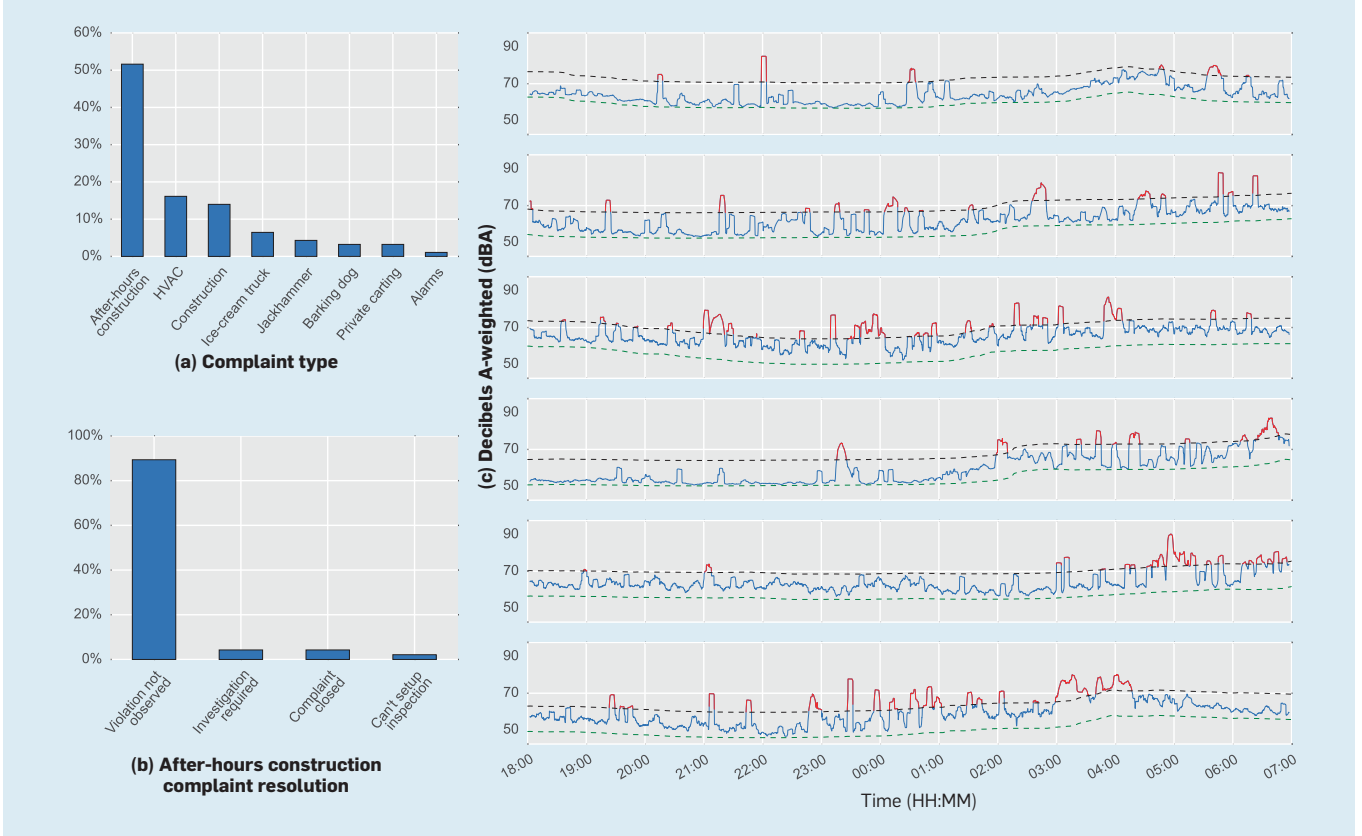 60%
50%
40%
30%
20%
10%
0%
After-hours
construction
HVAC
Construction
Ice-cream truck
Jackhammer
Barking dog
Private carting
Alarms
(a) Complaint type
100%
80%
60%
40%
20%
0%
Violation not
observed
Investigation
required
Complaint
closed
Can't setup
inspection
(b) After-hours construction
complaint resolution
(c) Decibels A-weighted (dBA)
90
70
50
90
70
50
90
70
50
90
70
50
90
70
50
90
70
50
18:00
19:00
20:00
21:00
22:00
23:00
00:00
01:00
02:00
03:00
04:00
05:00
06:00
07:00
Time (HH:MM)